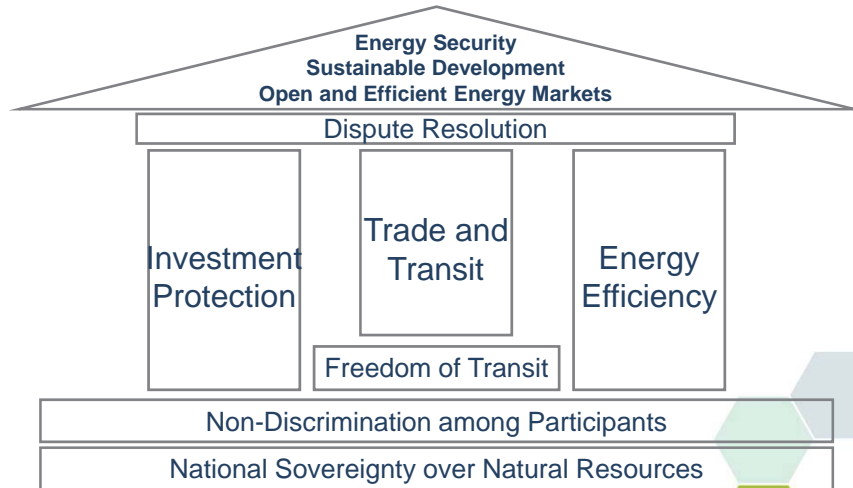 Energy Security
Sustainable Development
Open and Efficient Energy Markets
Dispute Resolution
Investment
Protection
Trade and
Transit
Energy
Efficiency
Freedom of Transit
Non-Discrimination among Participants
National Sovereignty over Natural Resources